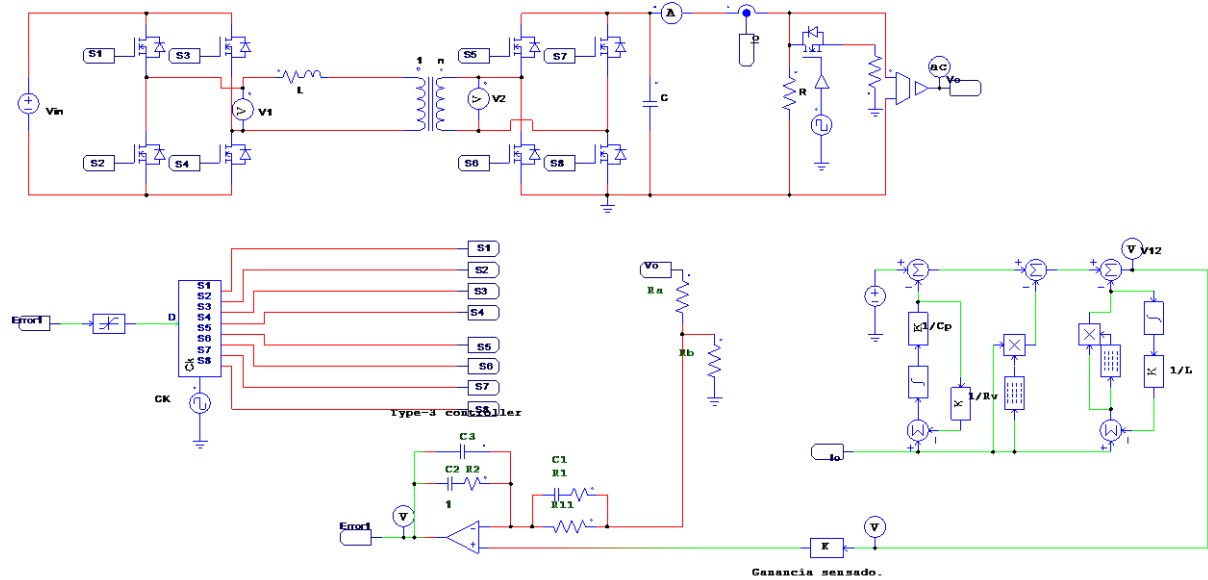 S1
S3
S5
S7
A
Io
1 n
ac
Vo
Vin
L
V
V1
V
V2
C
R
S2
S4
S6
S8
S1
S2
S3
S4
S5
S6
S7
S8
Error1
D
S1
S2
S3
S4
S5
S6
S7
S8
Ck
CK
Type-3 controller
Vo
Ra
Rb
V
V12
Σ
Σ
Σ
K
1/Cp
K
1/Rv
K
1/L
Σ
Σ
Io
C3
C2 R2
1
C1
R1
R11
V
Error1
V
K
Ganancia sensado.